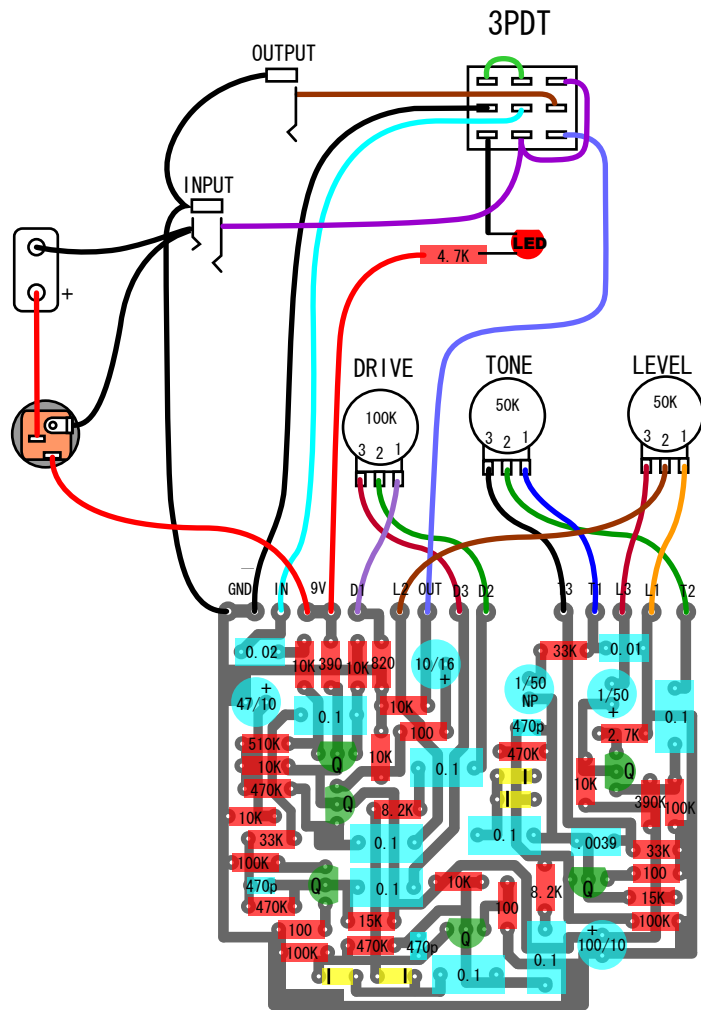 3PDT
OUTPUT
INPUT
LED
4.7K
+
DRIVE
TONE
LEVEL
100K
50K
50K
3 2 1
3 2 1
3 2 1
GND
IN
9V
D1
L2
OUT
D3
D2
T3
T1
L3
L1
T2
0.02
10K
390
10K
820
10/16
+
33K
0.01
+
47/10
0.1
10K
1/50
NP
1/50
+
0.1
510K
Q
10K
100
470p
2.7K
10K
470K
0.1
470K
10K
Q
390K
100K
10K
Q
8.2K
33K
0.1
0.1
.0039
33K
100K
470p
Q
0.1
10K
100
8.2K
Q
100
470K
15K
15K
100
470K
470p
Q
+
100/10
100K
100K
0.1
0.1